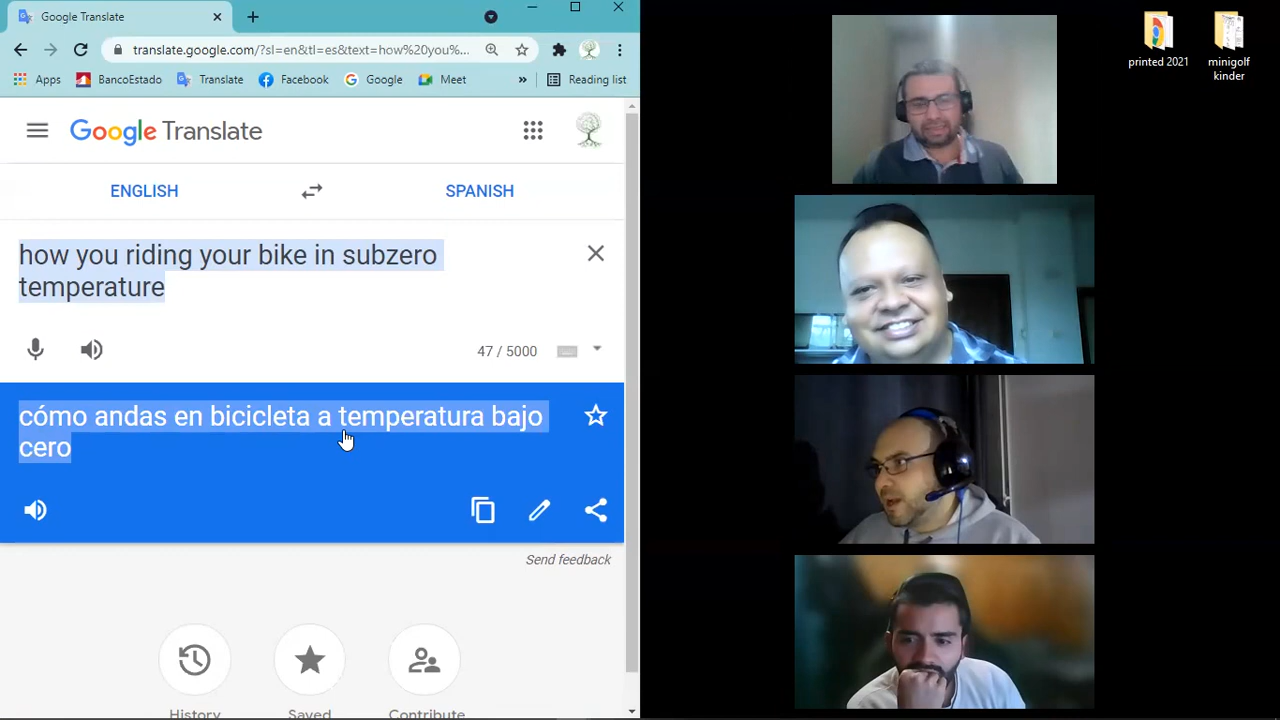 Google Translate
translate.google.com/?sl=en&tl=es&text=how%20you%...
Apps
BancoEstado
Translate
Facebook
Google
Meet
»
Reading list
Google Translate
ENGLISH
SPANISH
how you riding your bike in subzero
temperature
47 / 5000
cómo andas en bicicleta a temperatura bajo
cero
Send feedback
History
Saved
Contribute
printed 2021
minigolf
kinder